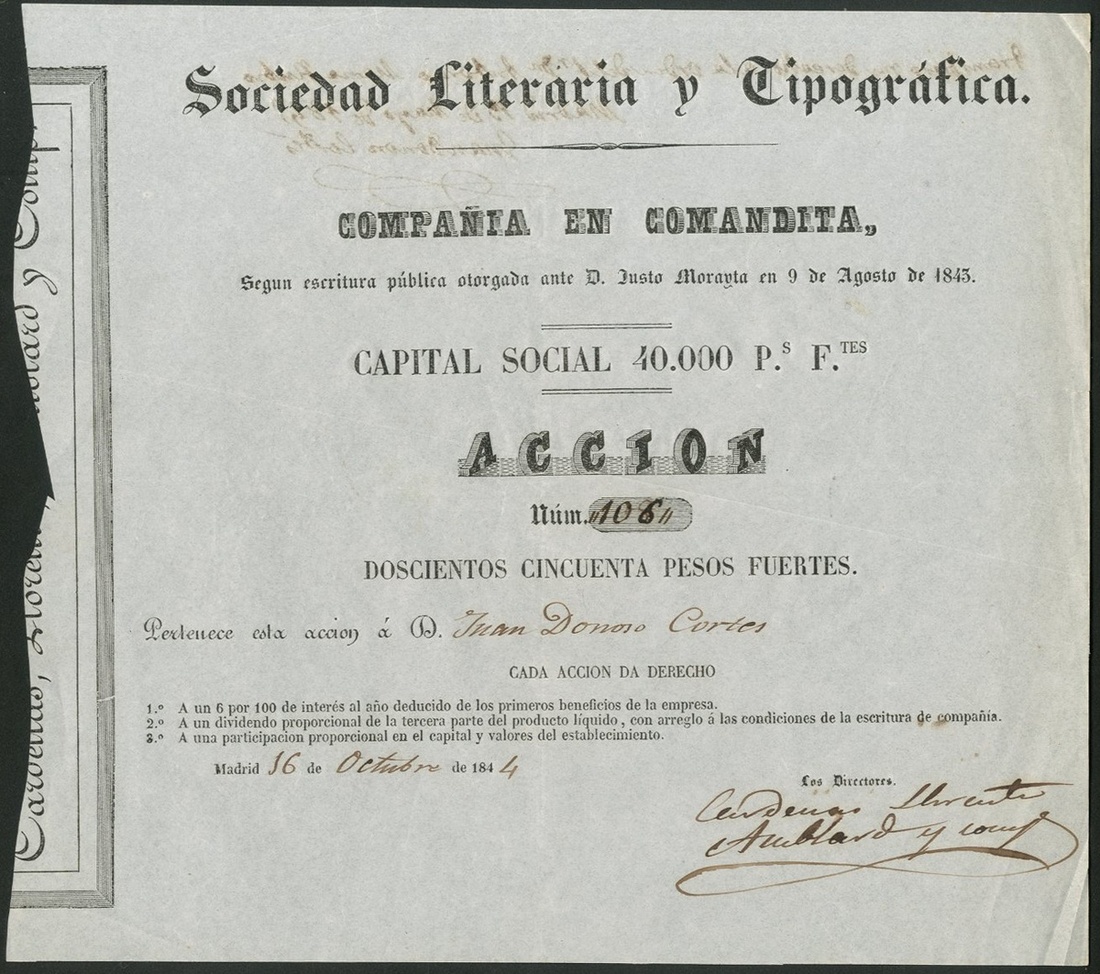 Sociedad Literaria y Tipográfica.
COMPAÑIA EN COMANDITA,
Segun escritura pública otorgada ante D. Justo Morayta en 9 de Agosto de 1843.
CAPITAL SOCIAL 40.000 P.S F.TES
ACCION
Núm. "106"
DOSCIENTOS CINCUENTA PESOS FUERTES.
Pertenece esta accion á D. Juan Donoso Cortes
CADA ACCION DA DERECHO
1.º A un 6 por 100 de interés al año deducido de los primeros beneficios de la empresa.
2.º A un dividendo proporcional de la tercera parte del producto líquido, con arreglo á las condiciones de la escritura de compañía.
3.º A una participacion proporcional en el capital y valores del establecimiento.
Madrid 16 de Octubre de 1844
Los Directores.
Cardenas Llorente
Amblard y comp